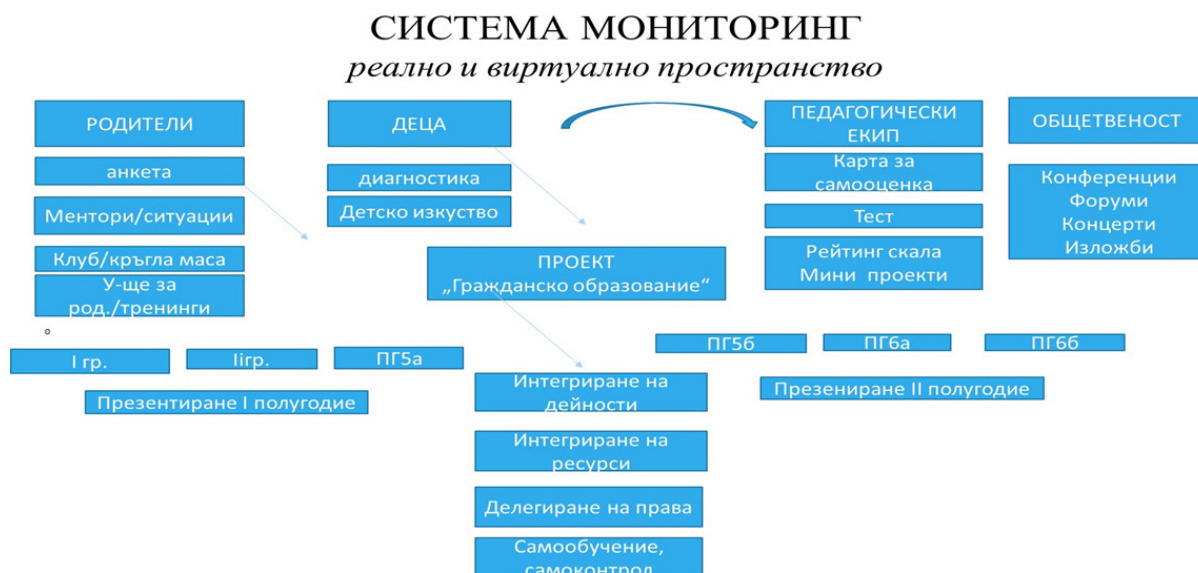 СИСТЕМА МОНИТОРИНГ
реално и виртуално пространство
РОДИТЕЛИ
анкета
Ментори/ситуации
Клуб/кръгла маса
У-ще за
род./тренинги
ДЕЦА
диагностика
Детско изкуство
ПЕДАГОГИЧЕСКИ
ЕКИП
Карта за
самооценка
Тест
Рейтинг скала
Мини проекти
ОБЩЕТВЕНОСТ
Конференции
Форуми
Концерти
Изложби
ПРОЕКТ
„Гражданско образование“
I гр.
Iiгр.
ПГ5а
ПГ5б
ПГ6а
ПГ6б
Презентиране I полугодие
Презениране II полугодие
Интегриране на
дейности
Интегриране на
ресурси
Делегиране на права
Самообучение,
самоконтрол